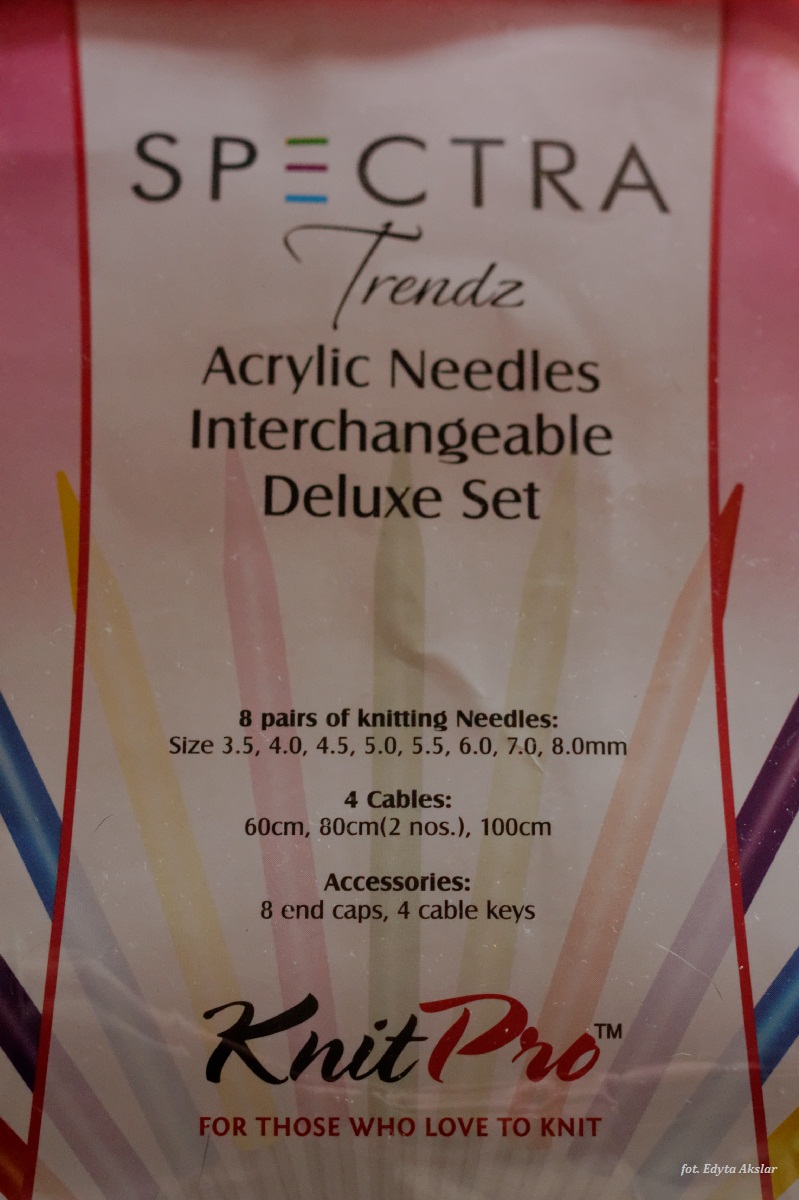 SPECTRA
Trendz
Acrylic Needles
Interchangeable
Deluxe Set
8 pairs of knitting Needles:
Size 3.5, 4.0, 4.5, 5.0, 5.5, 6.0, 7.0, 8.0mm
4 Cables:
60cm, 80cm(2 nos.), 100cm
Accessories:
8 end caps, 4 cable keys
KnitPro™
FOR THOSE WHO LOVE TO KNIT
fot. Edyta Akslar